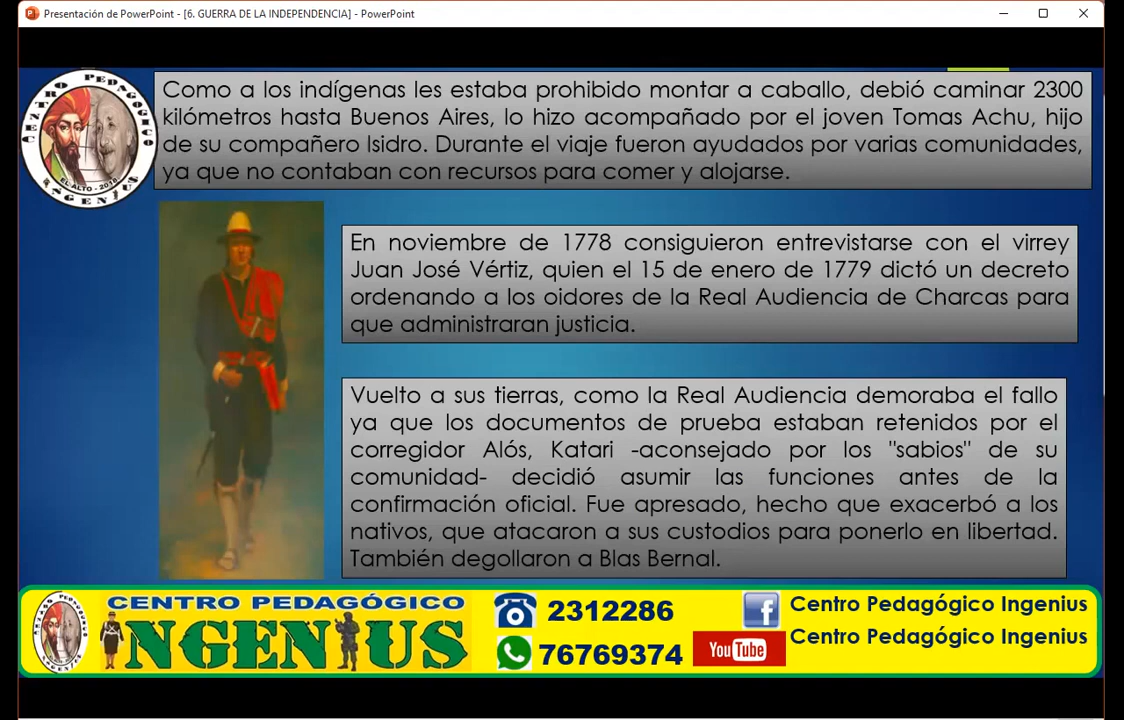 Presentación de PowerPoint - [6. GUERRA DE LA INDEPENDENCIA] - PowerPoint
CENTRO PEDAGÓGICO
EL ALTO - 2018
INGENIUS
Como a los indígenas les estaba prohibido montar a caballo, debió caminar 2300
kilómetros hasta Buenos Aires, lo hizo acompañado por el joven Tomas Achu, hijo
de su compañero Isidro. Durante el viaje fueron ayudados por varias comunidades,
ya que no contaban con recursos para comer y alojarse.
En noviembre de 1778 consiguieron entrevistarse con el virrey
Juan José Vértiz, quien el 15 de enero de 1779 dictó un decreto
ordenando a los oidores de la Real Audiencia de Charcas para
que administraran justicia.
Vuelto a sus tierras, como la Real Audiencia demoraba el fallo
ya que los documentos de prueba estaban retenidos por el
corregidor Alós, Katari -aconsejado por los "sabios" de su
comunidad- decidió asumir las funciones antes de la
confirmación oficial. Fue apresado, hecho que exacerbó a los
nativos, que atacaron a sus custodios para ponerlo en libertad.
También degollaron a Blas Bernal.
CENTRO PEDAGÓGICO
INGENIUS
2312286
76769374
Centro Pedagógico Ingenius
YouTube
Centro Pedagógico Ingenius